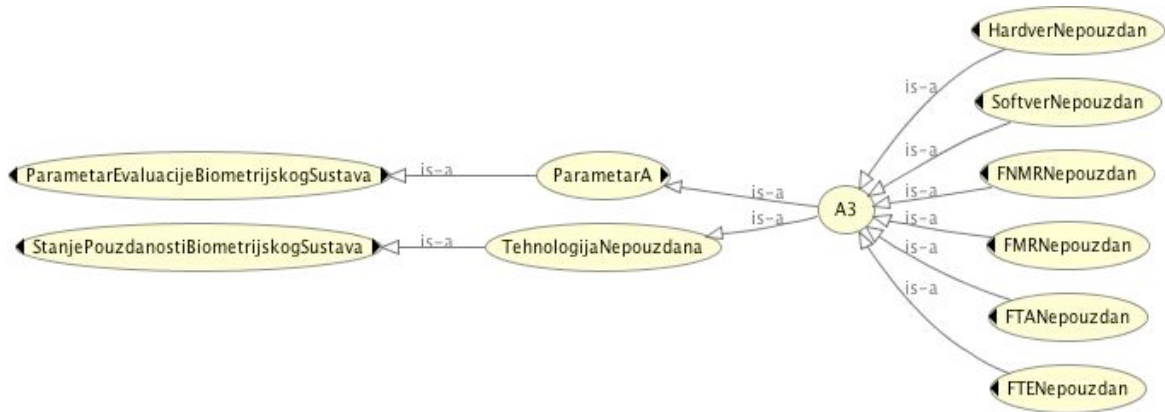 HardverNepouzdan
is-a
SoftverNepouzdan
is-a
ParametarEvaluacijeBiometrijskogSustava
is-a
ParametarA
is-a
FNMRNepouzdan
is-a
A3
StanjePouzdanostiBiometrijskogSustava
is-a
TehnologijaNepouzdana
is-a
FMRNepouzdan
is-a
is-a
FTANepouzdan
is-a
FTENepouzdan